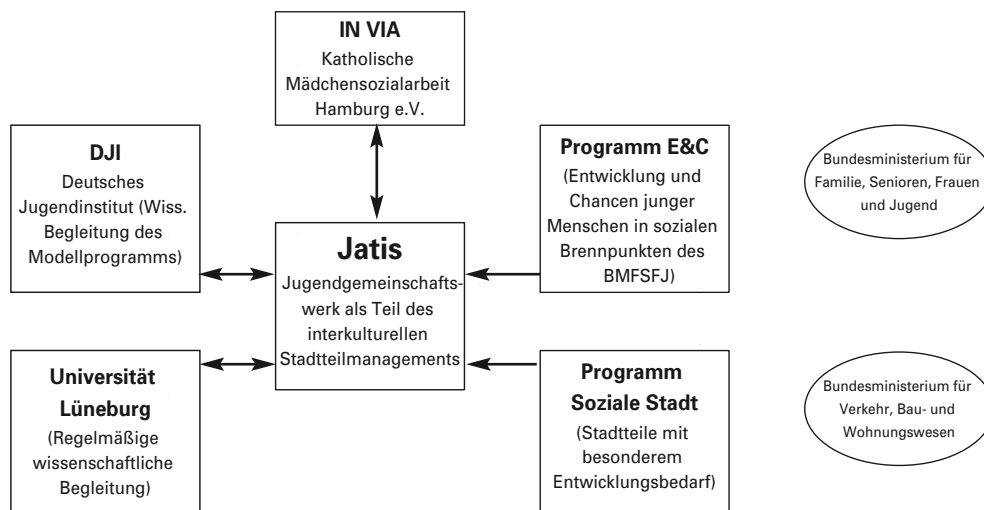 IN VIA
Katholische
Mädchensozialarbeit
Hamburg e.V.
DJI
Deutsches
Jugendinstitut (Wiss.
Begleitung des
Modellprogramms)
Programm E&C
(Entwicklung und
Chancen junger
Menschen in sozialen
Brennpunkten des
BMFSFJ)
Bundesministerium für
Familie, Senioren, Frauen
und Jugend
Jatis
Jugendgemeinschafts-
werk als Teil des
interkulturellen
Stadtteilmanagements
Universität
Lüneburg
(Regelmäßige
wissenschaftliche
Begleitung)
Programm
Soziale Stadt
(Stadtteile mit
besonderem
Entwicklungsbedarf)
Bundesministerium für
Verkehr, Bau- und
Wohnungswesen